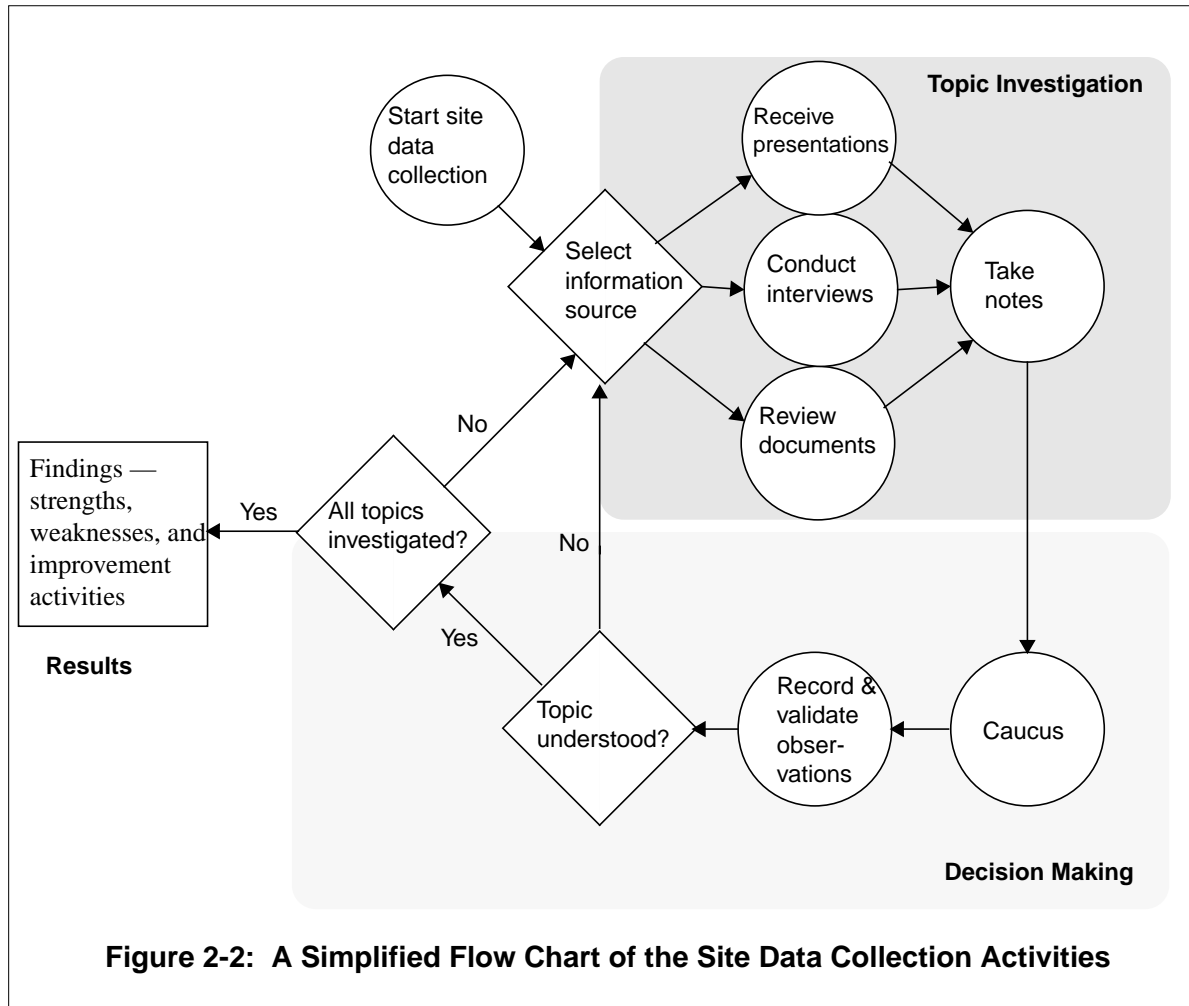 Topic Investigation
Start site
data
collection
Receive
presentations
Select
information
source
Conduct
interviews
Take
notes
Review
documents
No
Findings —
strengths,
weaknesses, and
improvement
activities
Yes
All topics
investigated?
No
Yes
Results
Topic
understood?
Record &
validate
obser-
vations
Caucus
Decision Making
Figure 2-2: A Simplified Flow Chart of the Site Data Collection Activities